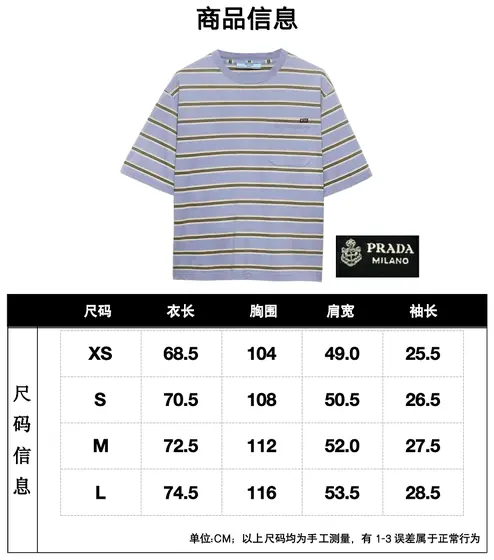 商品信息
PRADA
MILANO
尺码 衣长 胸围 肩宽 袖长
尺码信息
XS 68.5 104 49.0 25.5
S 70.5 108 50.5 26.5
M 72.5 112 52.0 27.5
L 74.5 116 53.5 28.5
单位:CM；以上尺码均为手工测量，有 1-3 误差属于正常行为